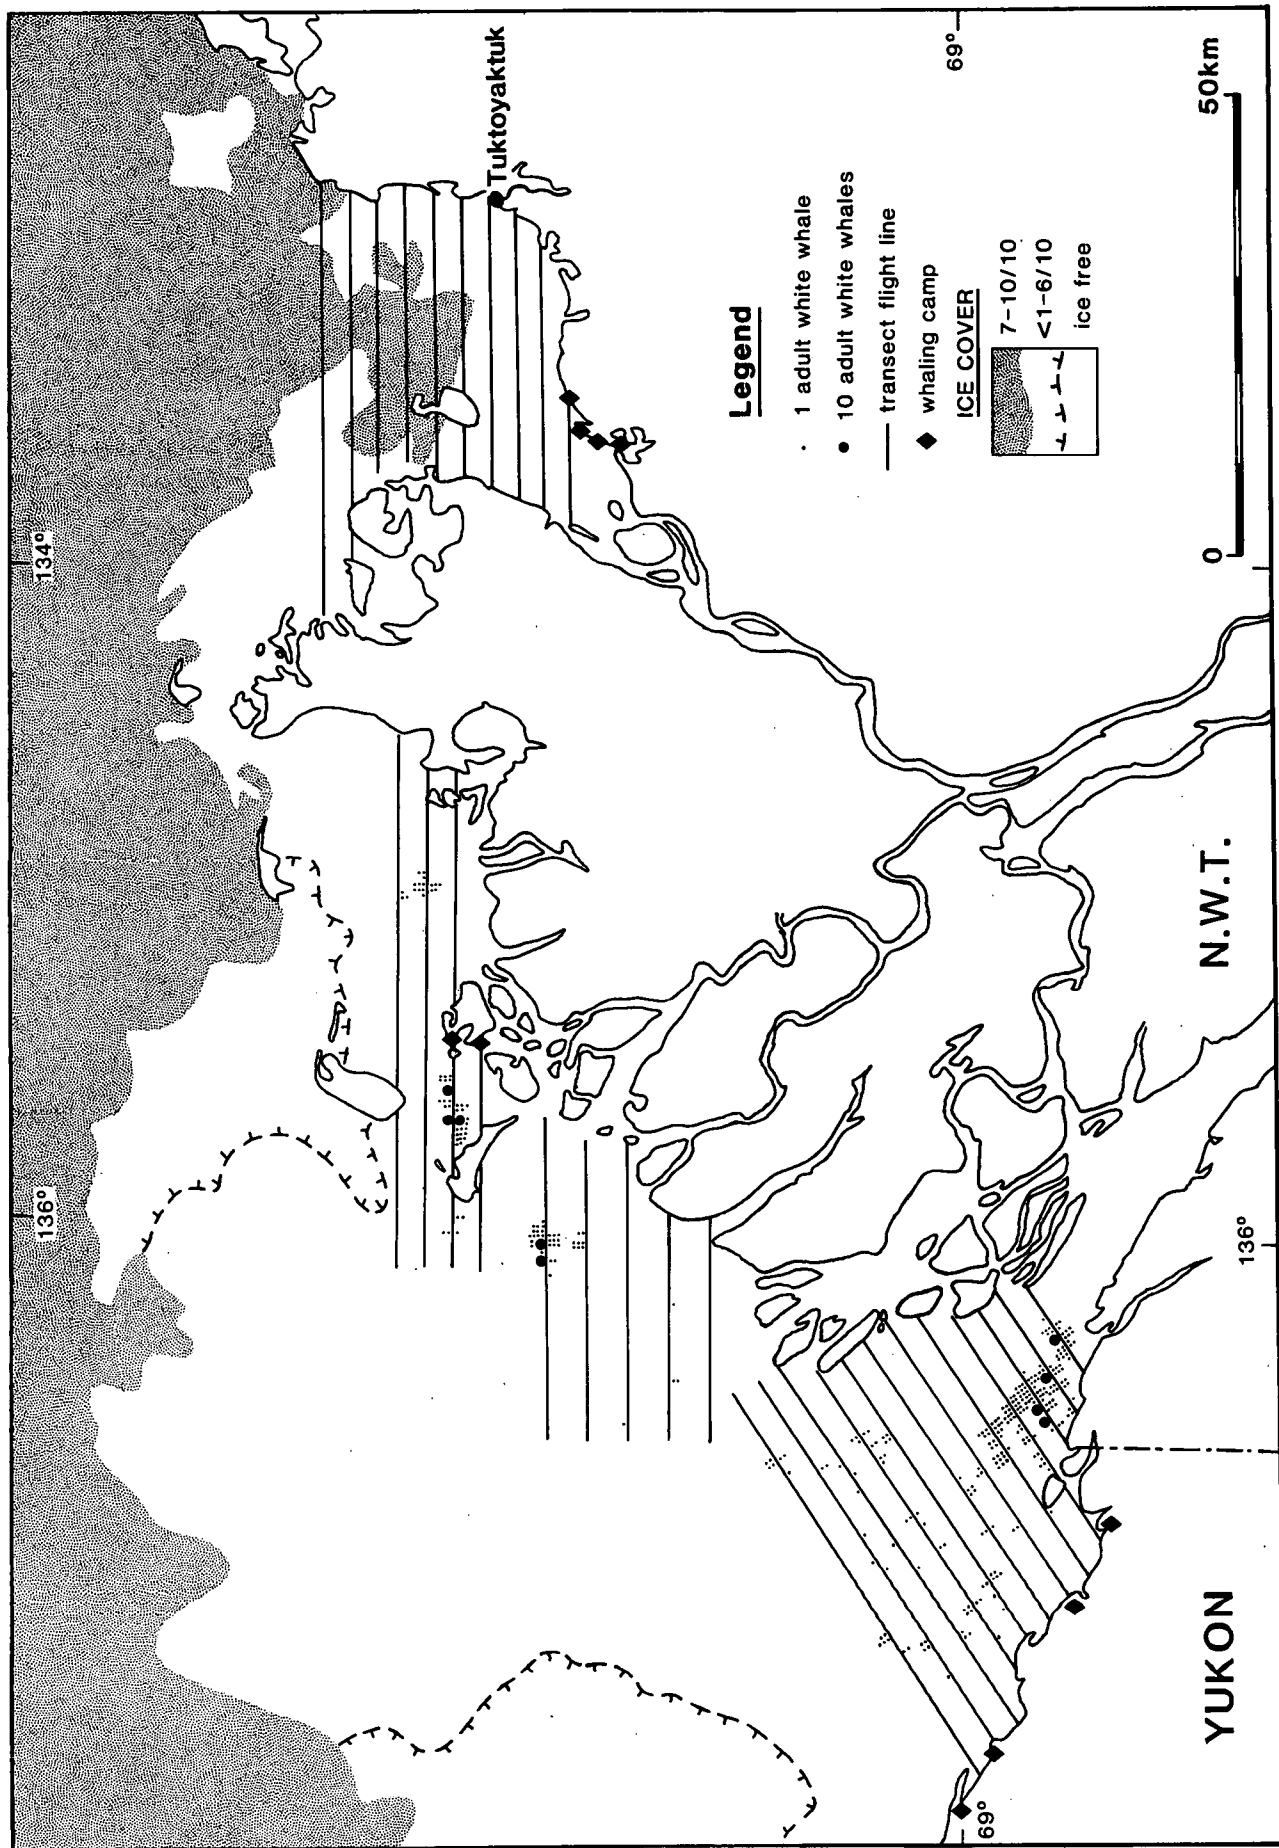 134°
136°
Tuktoyaktuk
69°
Legend
1 adult white whale
10 adult white whales
transect flight line
whaling camp
ICE COVER
7-10/10
<1-6/10
ice free
0
50km
N.W.T.
136°
YUKON
69°